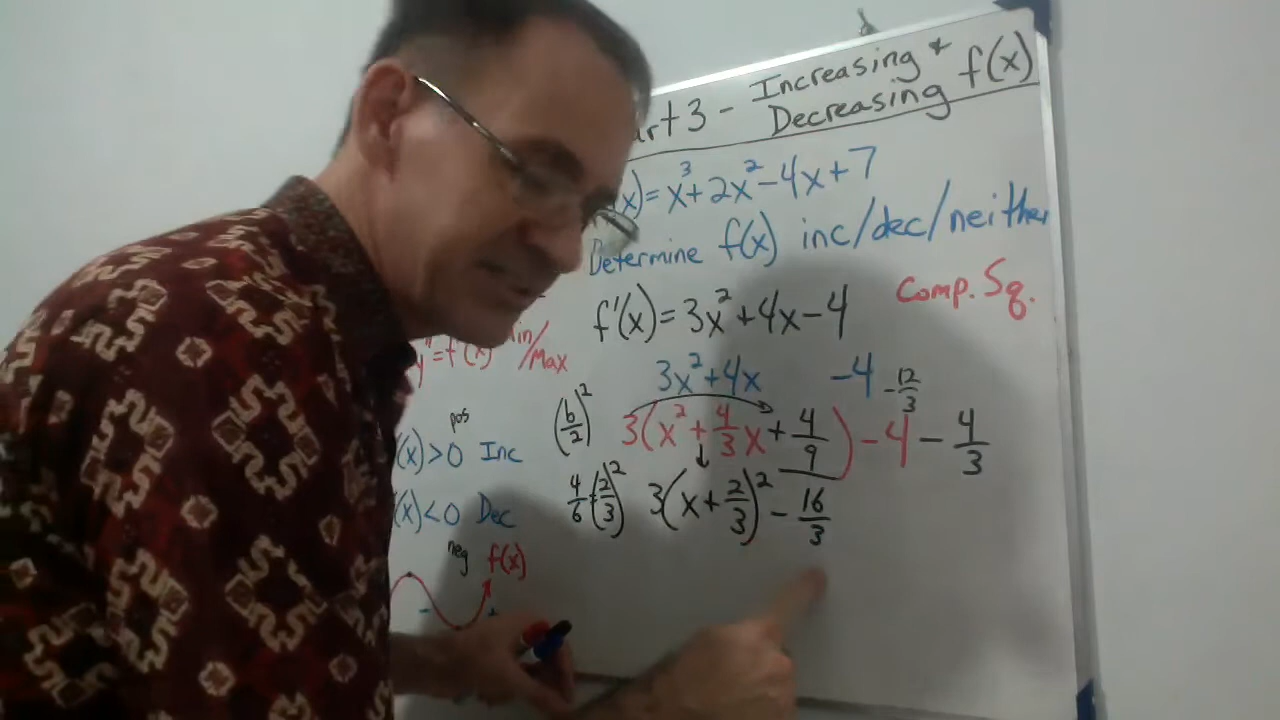 art 3 - Increasing +
Decreasing f(x)
(x) = x³ + 2x² - 4x + 7
Determine f(x) inc/dec/neither
f'(x) = 3x² + 4x - 4
Comp. Sq.
y" = f(x) in/Max
3x² + 4x - 4
-12/3
(b/2)² 3(x² + 4/3 x + 4/9) - 4 - 4/3
4/6 = (2/3)² 3(x + 2/3)² - 16/3
pos
(x) > 0 Inc
(x) < 0 Dec
neg f(x)
- +